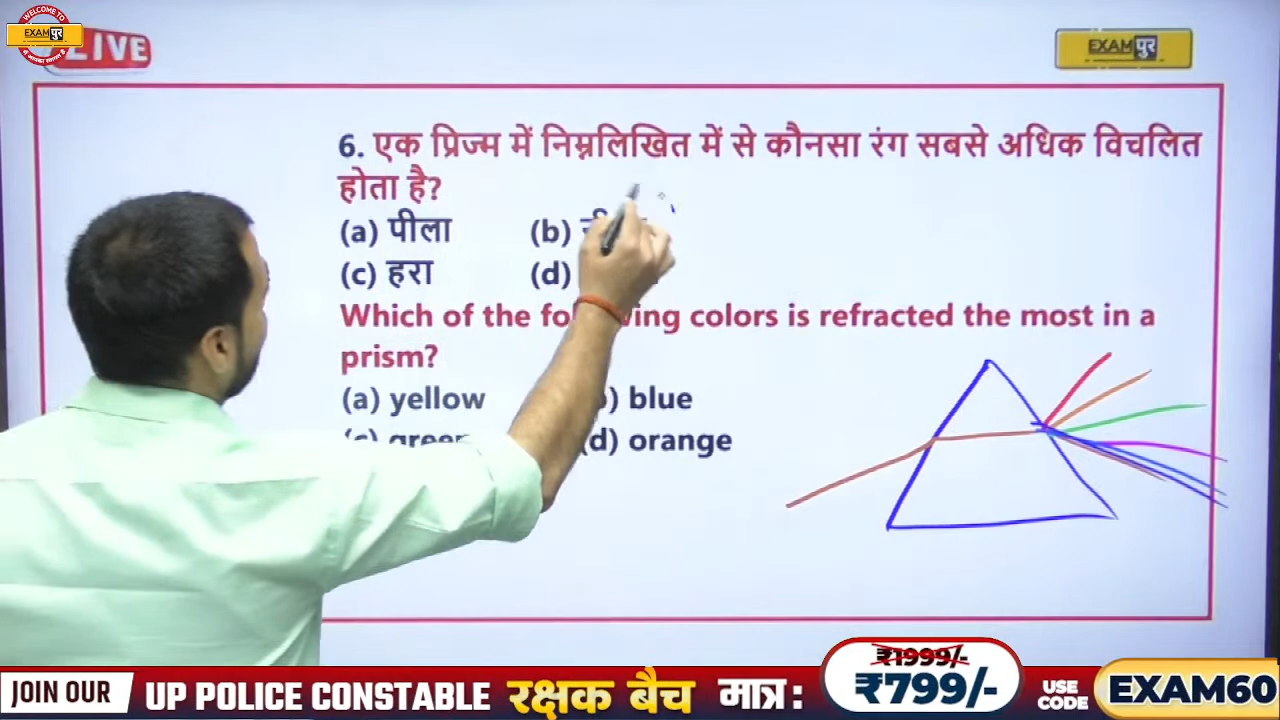 WELCOME TO
EXAMपुर
LIVE
EXAMपुर
6. एक प्रिज्म में निम्नलिखित में से कौनसा रंग सबसे अधिक विचलित
होता है?
(a) पीला (b)
(c) हरा (d)
Which of the following colors is refracted the most in a
prism?
(a) yellow (b) blue
(c) green (d) orange
JOIN OUR UP POLICE CONSTABLE रक्षक बैच मात्र : ₹1999/- ₹799/- USE CODE EXAM60